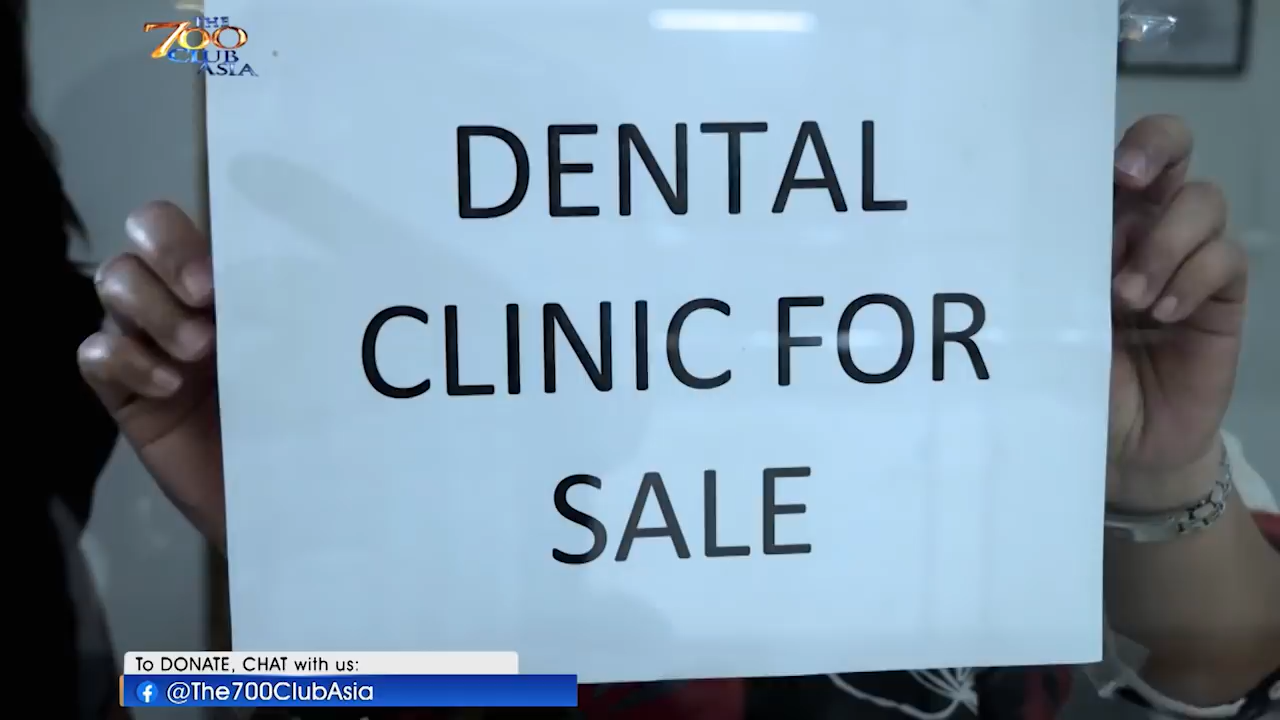 THE
700
CLUB
ASIA
DENTAL
CLINIC FOR
SALE
To DONATE, CHAT with us:
@The700ClubAsia